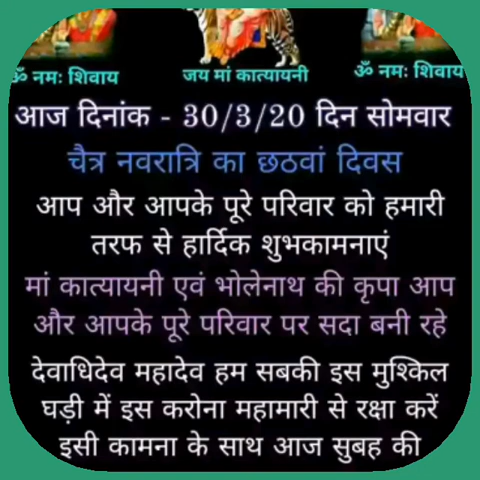 ॐ नमः शिवाय
जय मां कात्यायनी
ॐ नमः शिवाय
आज दिनांक - 30/3/20 दिन सोमवार
चैत्र नवरात्रि का छठवां दिवस
आप और आपके पूरे परिवार को हमारी
तरफ से हार्दिक शुभकामनाएं
मां कात्यायनी एवं भोलेनाथ की कृपा आप
और आपके पूरे परिवार पर सदा बनी रहे
देवाधिदेव महादेव हम सबकी इस मुश्किल
घड़ी में इस करोना महामारी से रक्षा करें
इसी कामना के साथ आज सुबह की